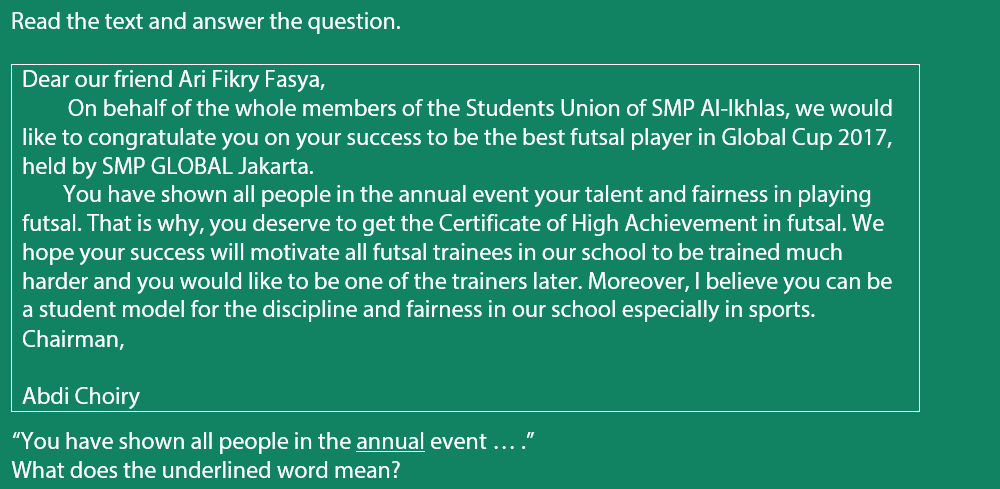 Read the text and answer the question.
Dear our friend Ari Fikry Fasya,
On behalf of the whole members of the Students Union of SMP Al-Ikhlas, we would
like to congratulate you on your success to be the best futsal player in Global Cup 2017,
held by SMP GLOBAL Jakarta.
You have shown all people in the annual event your talent and fairness in playing
futsal. That is why, you deserve to get the Certificate of High Achievement in futsal. We
hope your success will motivate all futsal trainees in our school to be trained much
harder and you would like to be one of the trainers later. Moreover, I believe you can be
a student model for the discipline and fairness in our school especially in sports.
Chairman,
Abdi Choiry
“You have shown all people in the annual event … .”
What does the underlined word mean?